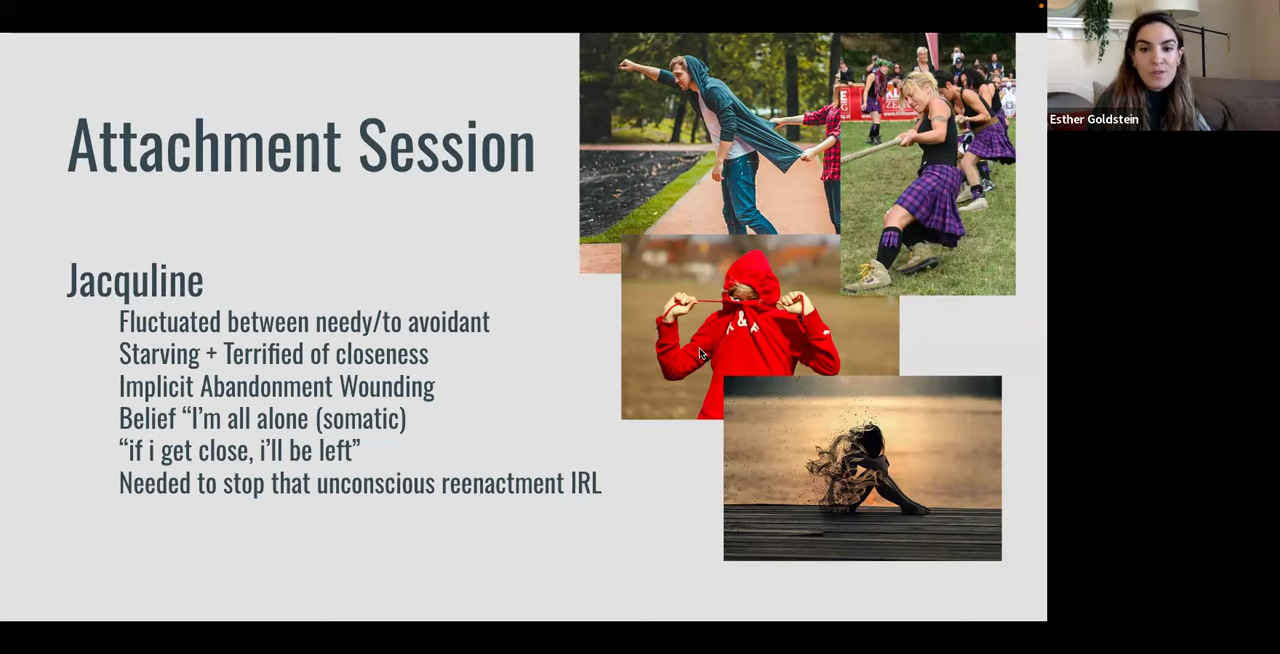 Attachment Session
Jacquline
Fluctuated between needy/to avoidant
Starving + Terrified of closeness
Implicit Abandonment Wounding
Belief “I’m all alone (somatic)
“if i get close, i’ll be left”
Needed to stop that unconscious reenactment IRL
Esther Goldstein